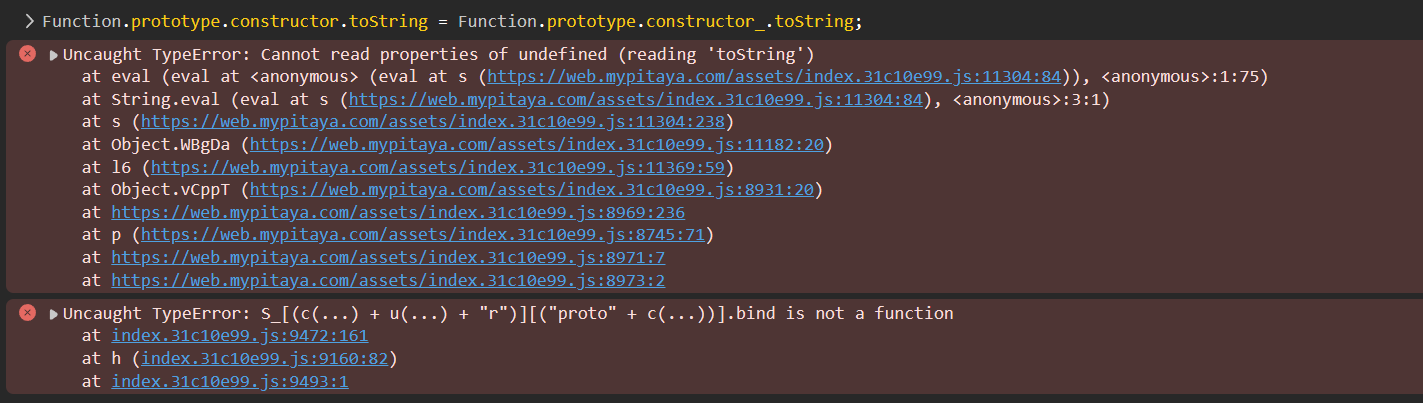 > Function.prototype.constructor.toString = Function.prototype.constructor_.toString;
▶Uncaught TypeError: Cannot read properties of undefined (reading 'toString')
at eval (eval at <anonymous> (eval at s (https://web.mypitaya.com/assets/index.31c10e99.js:11304:84)), <anonymous>:1:75)
at String.eval (eval at s (https://web.mypitaya.com/assets/index.31c10e99.js:11304:84), <anonymous>:3:1)
at s (https://web.mypitaya.com/assets/index.31c10e99.js:11304:238)
at Object.WBgDa (https://web.mypitaya.com/assets/index.31c10e99.js:11182:20)
at l6 (https://web.mypitaya.com/assets/index.31c10e99.js:11369:59)
at Object.vCppT (https://web.mypitaya.com/assets/index.31c10e99.js:8931:20)
at https://web.mypitaya.com/assets/index.31c10e99.js:8969:236
at p (https://web.mypitaya.com/assets/index.31c10e99.js:8745:71)
at https://web.mypitaya.com/assets/index.31c10e99.js:8971:7
at https://web.mypitaya.com/assets/index.31c10e99.js:8973:2
▶Uncaught TypeError: S_[(c(...) + u(...) + "r")][("proto" + c(...))].bind is not a function
at index.31c10e99.js:9472:161
at h (index.31c10e99.js:9160:82)
at index.31c10e99.js:9493:1